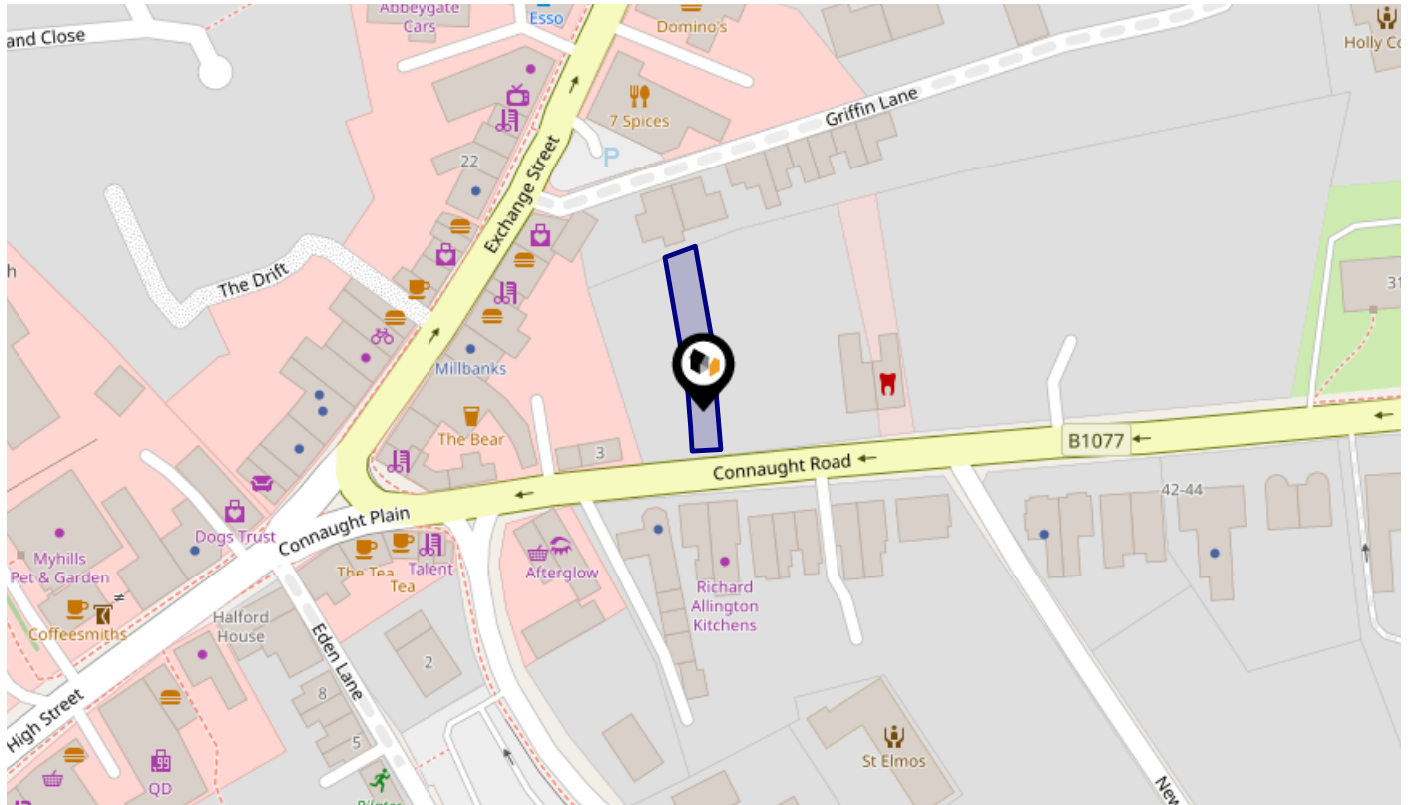 Abbeygate
Cars
Esso
Domino's
Holly Co
and Close
Griffin Lane
7 Spices
P
22
Exchange Street
The Drift
h
31
Millbanks
The Bear
3
B1077
Connaught Road
42-44
Connaught Plain
Dogs Trust
Myhills
Pet & Garden
The Tea
Tea
Talent
Afterglow
Richard
Allington
Kitchens
Coffeesmiths
Halford
House
Eden Lane
2
8
5
High Street
St Elmos
99
QD
New